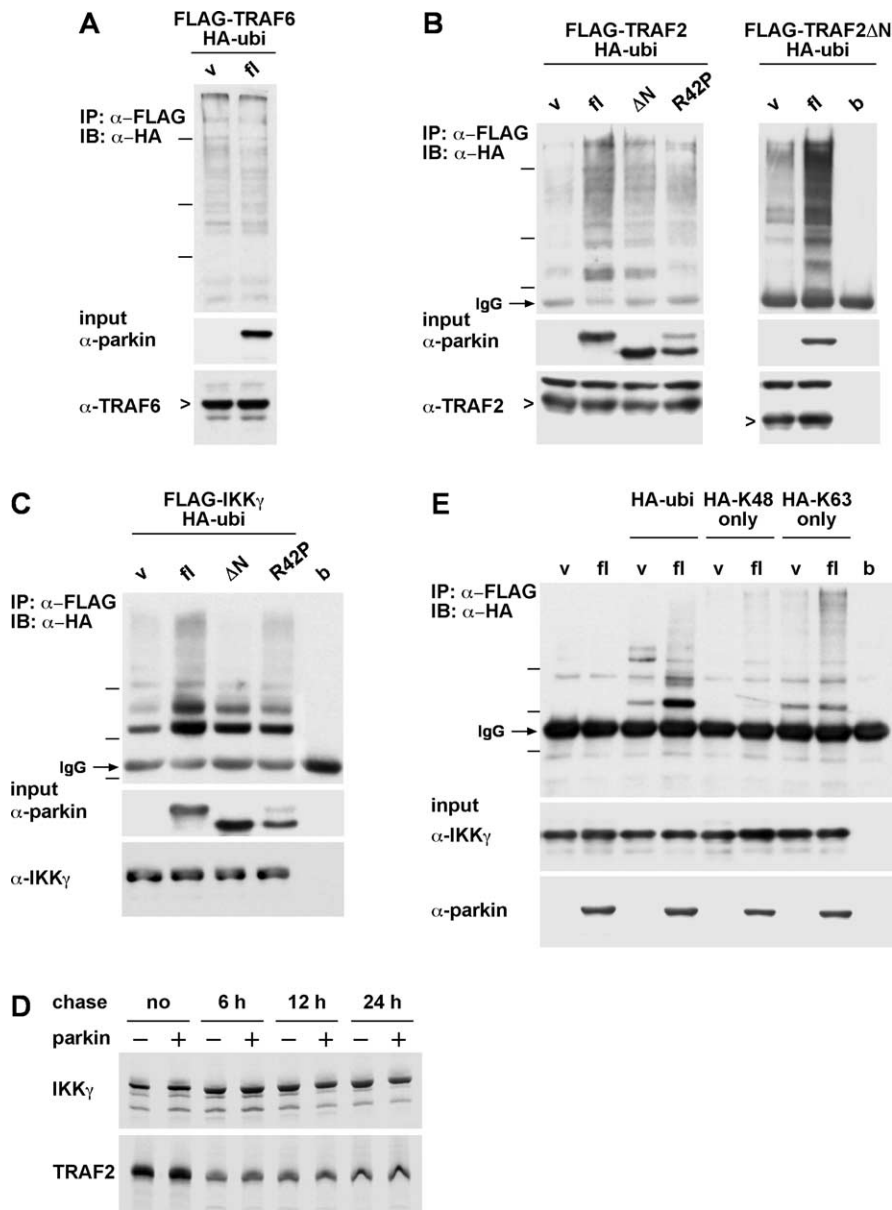 A
FLAG-TRAF6
HA-ubi
v fl
IP: α–FLAG
IB: α–HA
input
α-parkin
α-TRAF6 >
B
FLAG-TRAF2 FLAG-TRAF2ΔN
HA-ubi HA-ubi
v fl ΔN R42P v fl b
IP: α–FLAG
IB: α–HA
IgG
input
α-parkin
α-TRAF2 > >
C
FLAG-IKKγ
HA-ubi
v fl ΔN R42P b
IP: α–FLAG
IB: α–HA
IgG
input
α-parkin
α-IKKγ
E
HA-ubi HA-K48 HA-K63
only only
v fl v fl v fl v fl b
IP: α–FLAG
IB: α–HA
IgG
input
α-IKKγ
α-parkin
D
chase no 6 h 12 h 24 h
parkin – + – + – + – +
IKKγ
TRAF2